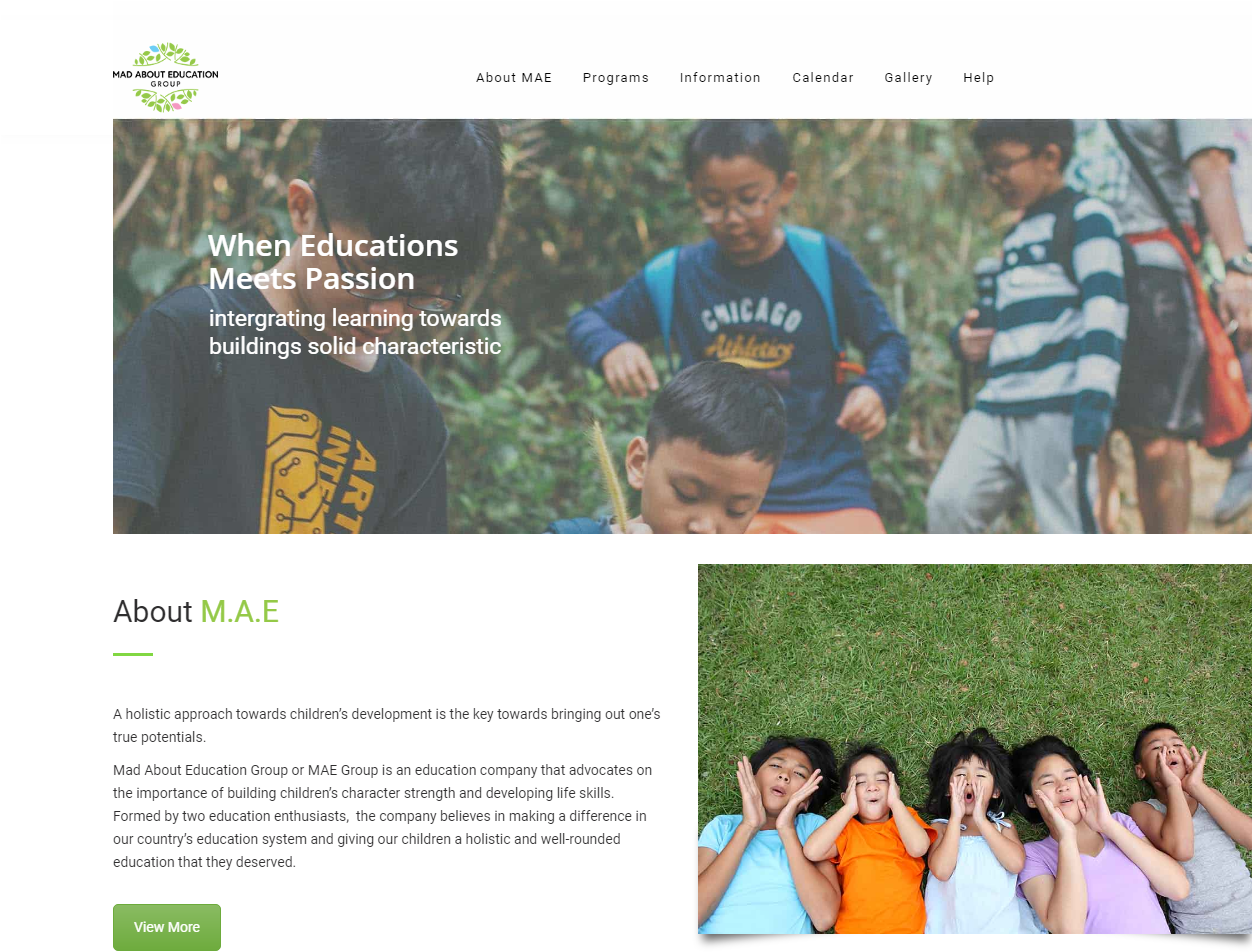 MAD ABOUT EDUCATION
GROUP
About MAE
Programs
Information
Calendar
Gallery
Help
When Educations
Meets Passion
intergrating learning towards
buildings solid characteristic
CHICAGO
Athletics
ART
INTE
About M.A.E
A holistic approach towards children’s development is the key towards bringing out one’s
true potentials.
Mad About Education Group or MAE Group is an education company that advocates on
the importance of building children’s character strength and developing life skills.
Formed by two education enthusiasts,  the company believes in making a difference in
our country’s education system and giving our children a holistic and well-rounded
education that they deserved.
View More